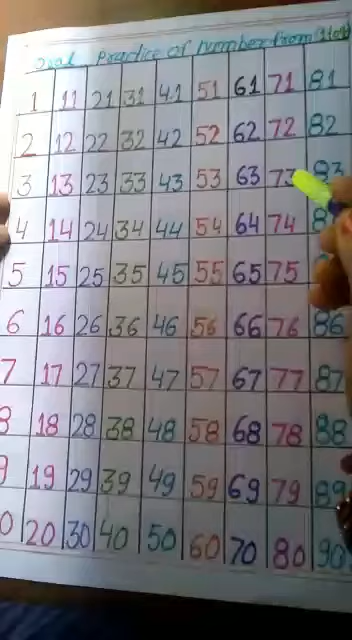 Oral Practice of number from 1 to
1 11 21 31 41 51 61 71 81
2 12 22 32 42 52 62 72 82
3 13 23 33 43 53 63 73 83
4 14 24 34 44 54 64 74
5 15 25 35 45 55 65 75
6 16 26 36 46 56 66 76 86
7 17 27 37 47 57 67 77 87
8 18 28 38 48 58 68 78 88
9 19 29 39 49 59 69 79 89
0 20 30 40 50 60 70 80 90